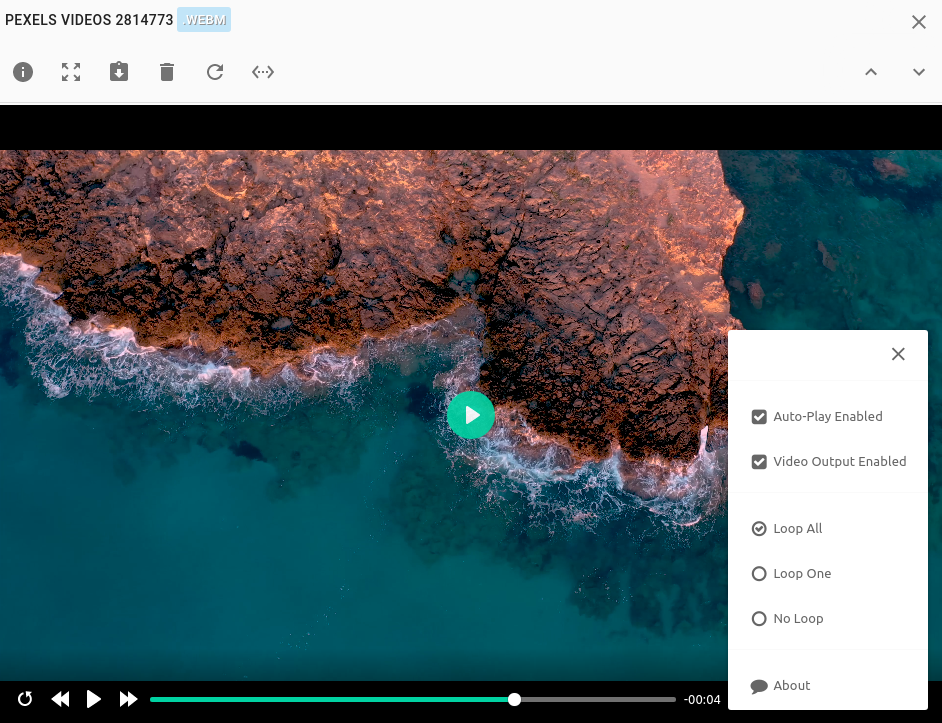 PEXELS VIDEOS 2814773 .WEBM
Auto-Play Enabled
Video Output Enabled
Loop All
Loop One
No Loop
About
-00:04